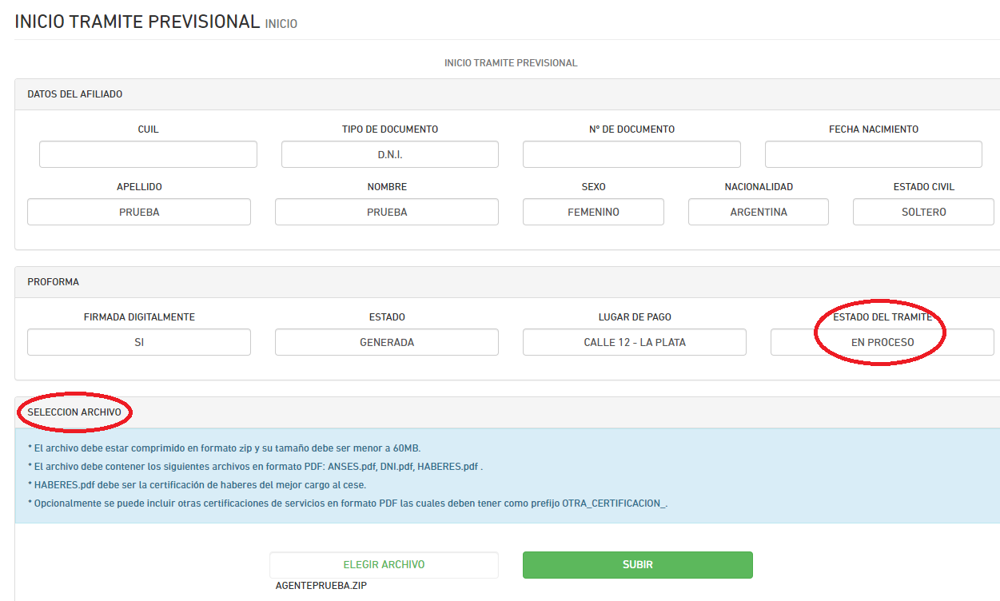 INICIO TRAMITE PREVISIONAL INICIO
INICIO TRAMITE PREVISIONAL
DATOS DEL AFILIADO
CUIL TIPO DE DOCUMENTO Nº DE DOCUMENTO FECHA NACIMIENTO
D.N.I.
APELLIDO NOMBRE SEXO NACIONALIDAD ESTADO CIVIL
PRUEBA PRUEBA FEMENINO ARGENTINA SOLTERO
PROFORMA
FIRMADA DIGITALMENTE ESTADO LUGAR DE PAGO ESTADO DEL TRAMITE
SI GENERADA CALLE 12 - LA PLATA EN PROCESO
SELECCION ARCHIVO
* El archivo debe estar comprimido en formato zip y su tamaño debe ser menor a 60MB.
* El archivo debe contener los siguientes archivos en formato PDF: ANSES.pdf, DNI.pdf, HABERES.pdf .
* HABERES.pdf debe ser la certificación de haberes del mejor cargo al cese.
* Opcionalmente se puede incluir otras certificaciones de servicios en formato PDF las cuales deben tener como prefijo OTRA_CERTIFICACION_.
ELEGIR ARCHIVO SUBIR
AGENTEPRUEBA.ZIP